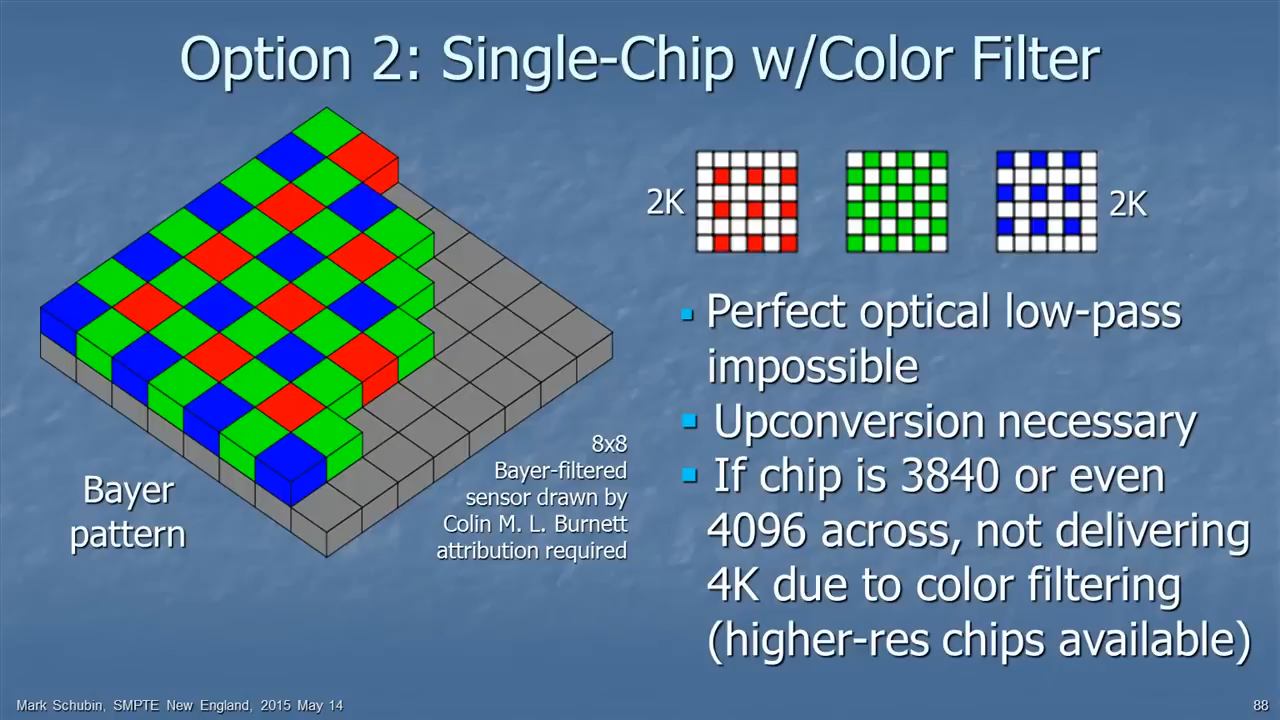 Option 2: Single-Chip w/Color Filter
2K
2K
▪ Perfect optical low-pass
impossible
▪ Upconversion necessary
▪ If chip is 3840 or even
4096 across, not delivering
4K due to color filtering
(higher-res chips available)
Bayer
pattern
8x8
Bayer-filtered
sensor drawn by
Colin M. L. Burnett
attribution required
Mark Schubin, SMPTE New England, 2015 May 14
88